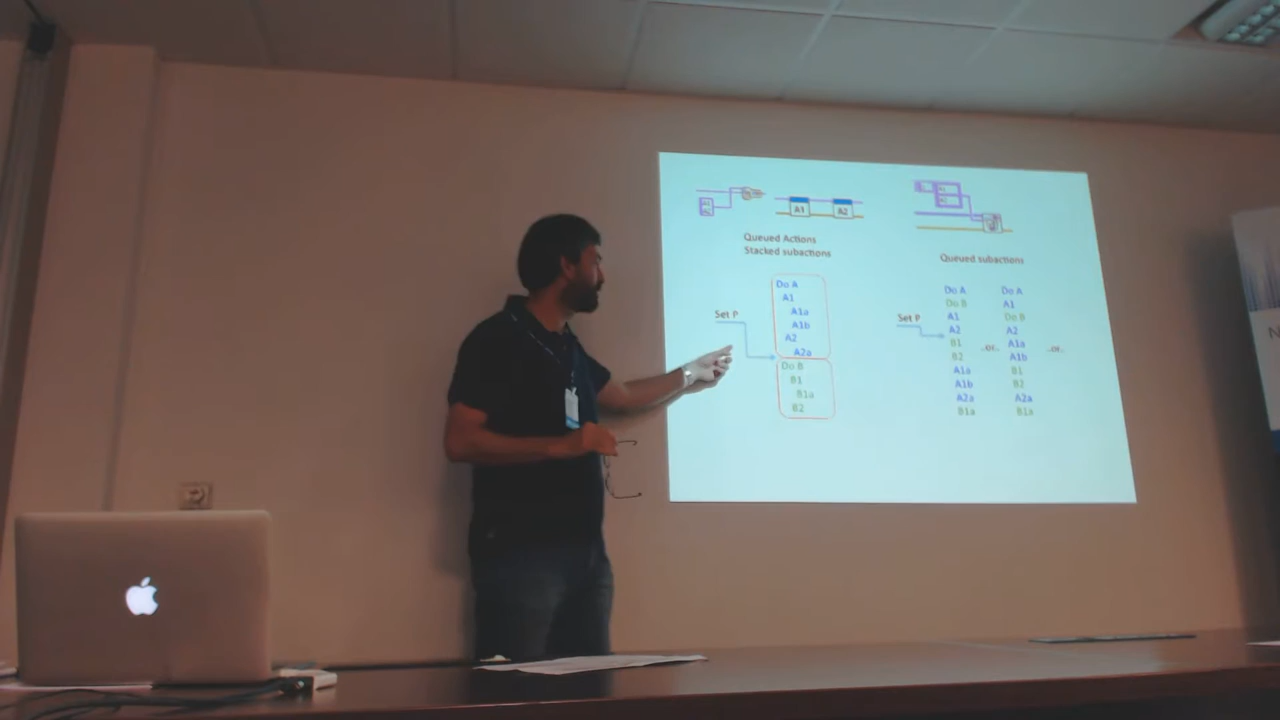 A1 A2
Queued Actions
Stacked subactions
Set P
Do A
A1
A1a
A1b
A2
A2a
Do B
B1
B1a
B2
Queued subactions
Set P
Do A
Do B
A1
A2
B1
B2
A1a
A1b
A2a
B1a
..or..
Do A
A1
Do B
A2
A1a
A1b
B1
B2
A2a
B1a
..or..
N